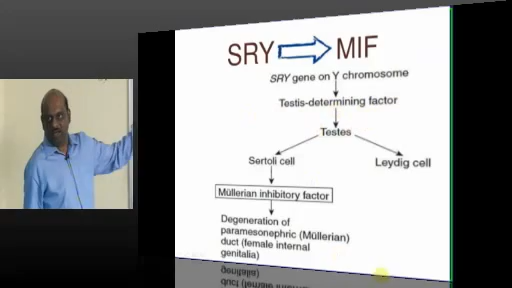 SRY MIF
SRY gene on Y chromosome
Testis-determining factor
Testes
Sertoli cell
Leydig cell
Müllerian inhibitory factor
Degeneration of
paramesonephric (Müllerian)
duct (female internal
genitalia)